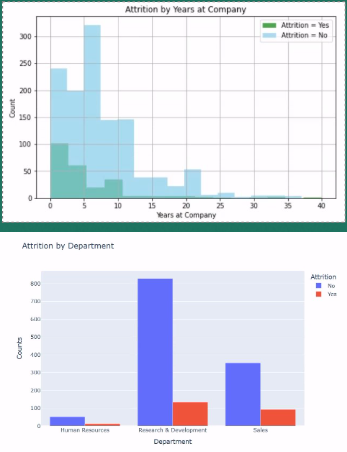 Attrition by Years at Company
Attrition = Yes
Attrition = No
Count
300
250
200
150
100
50
0
0 5 10 15 20 25 30 35 40
Years at Company
Attrition by Department
Attrition
No
Yes
Counts
800
700
600
500
400
300
200
100
0
Human Resources Research & Development Sales
Department